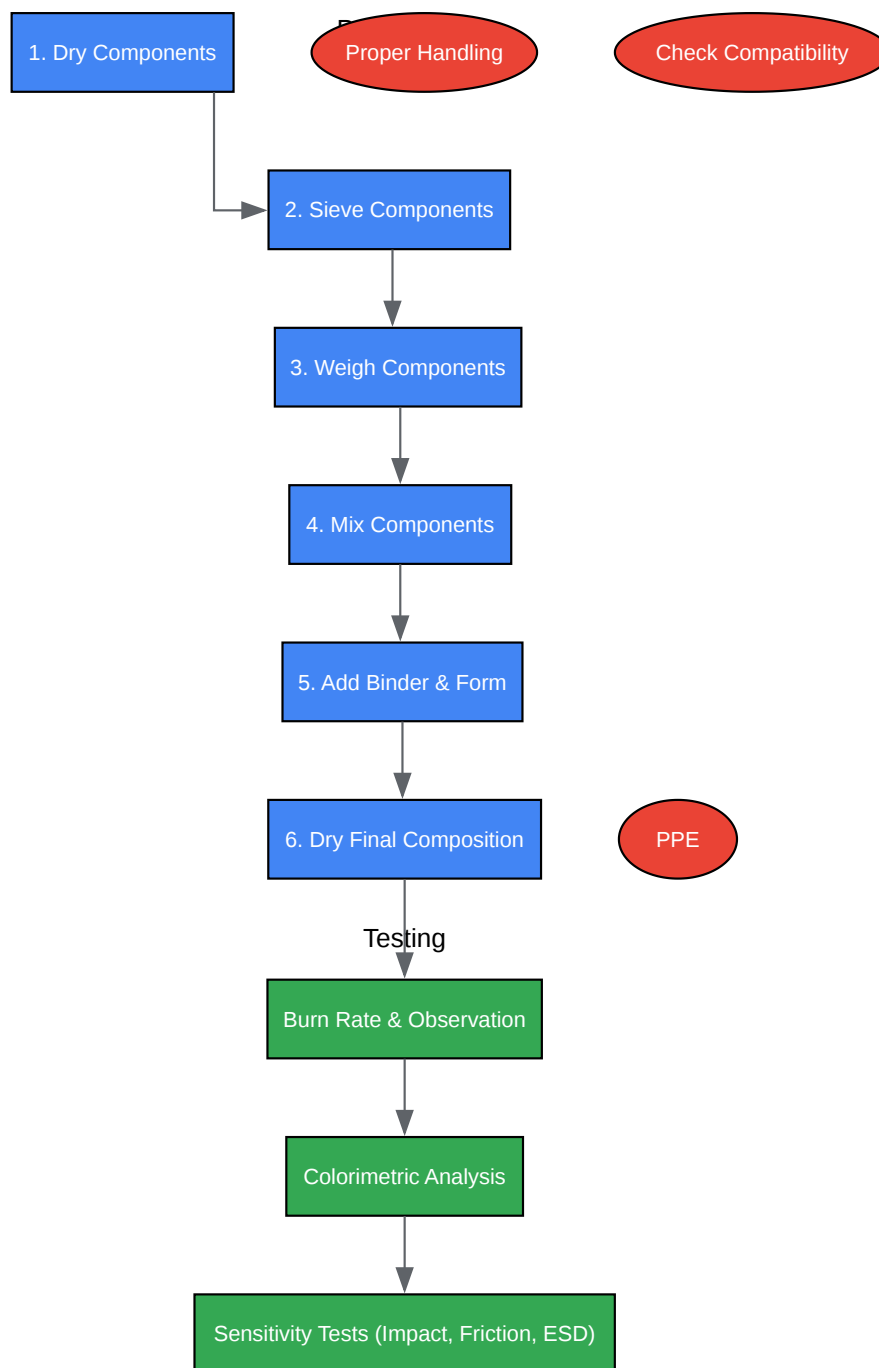 1. Dry Components
Proper Handling
Check Compatibility
2. Sieve Components
3. Weigh Components
4. Mix Components
5. Add Binder & Form
6. Dry Final Composition
PPE
Testing
Burn Rate & Observation
Colorimetric Analysis
Sensitivity Tests (Impact, Friction, ESD)